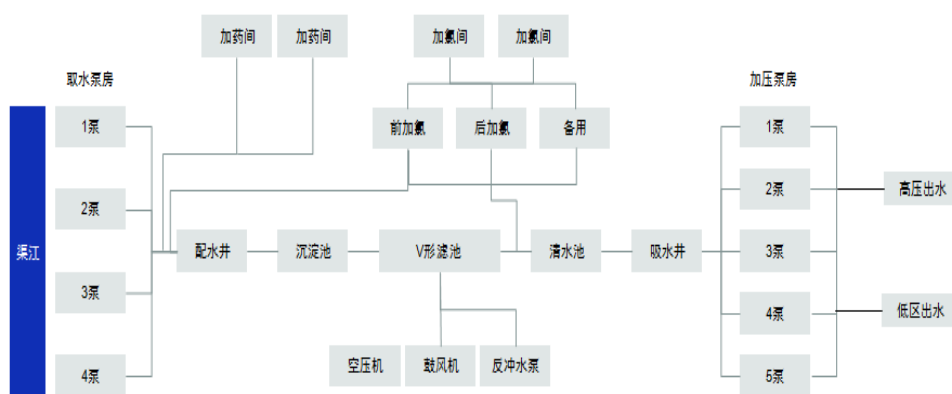 加药间
加药间
加氯间
加氯间
取水泵房
加压泵房
渠江
1泵
2泵
3泵
4泵
前加氯
后加氯
备用
配水井
沉淀池
V形滤池
清水池
吸水井
空压机
鼓风机
反冲水泵
1泵
2泵
3泵
4泵
5泵
高压出水
低区出水